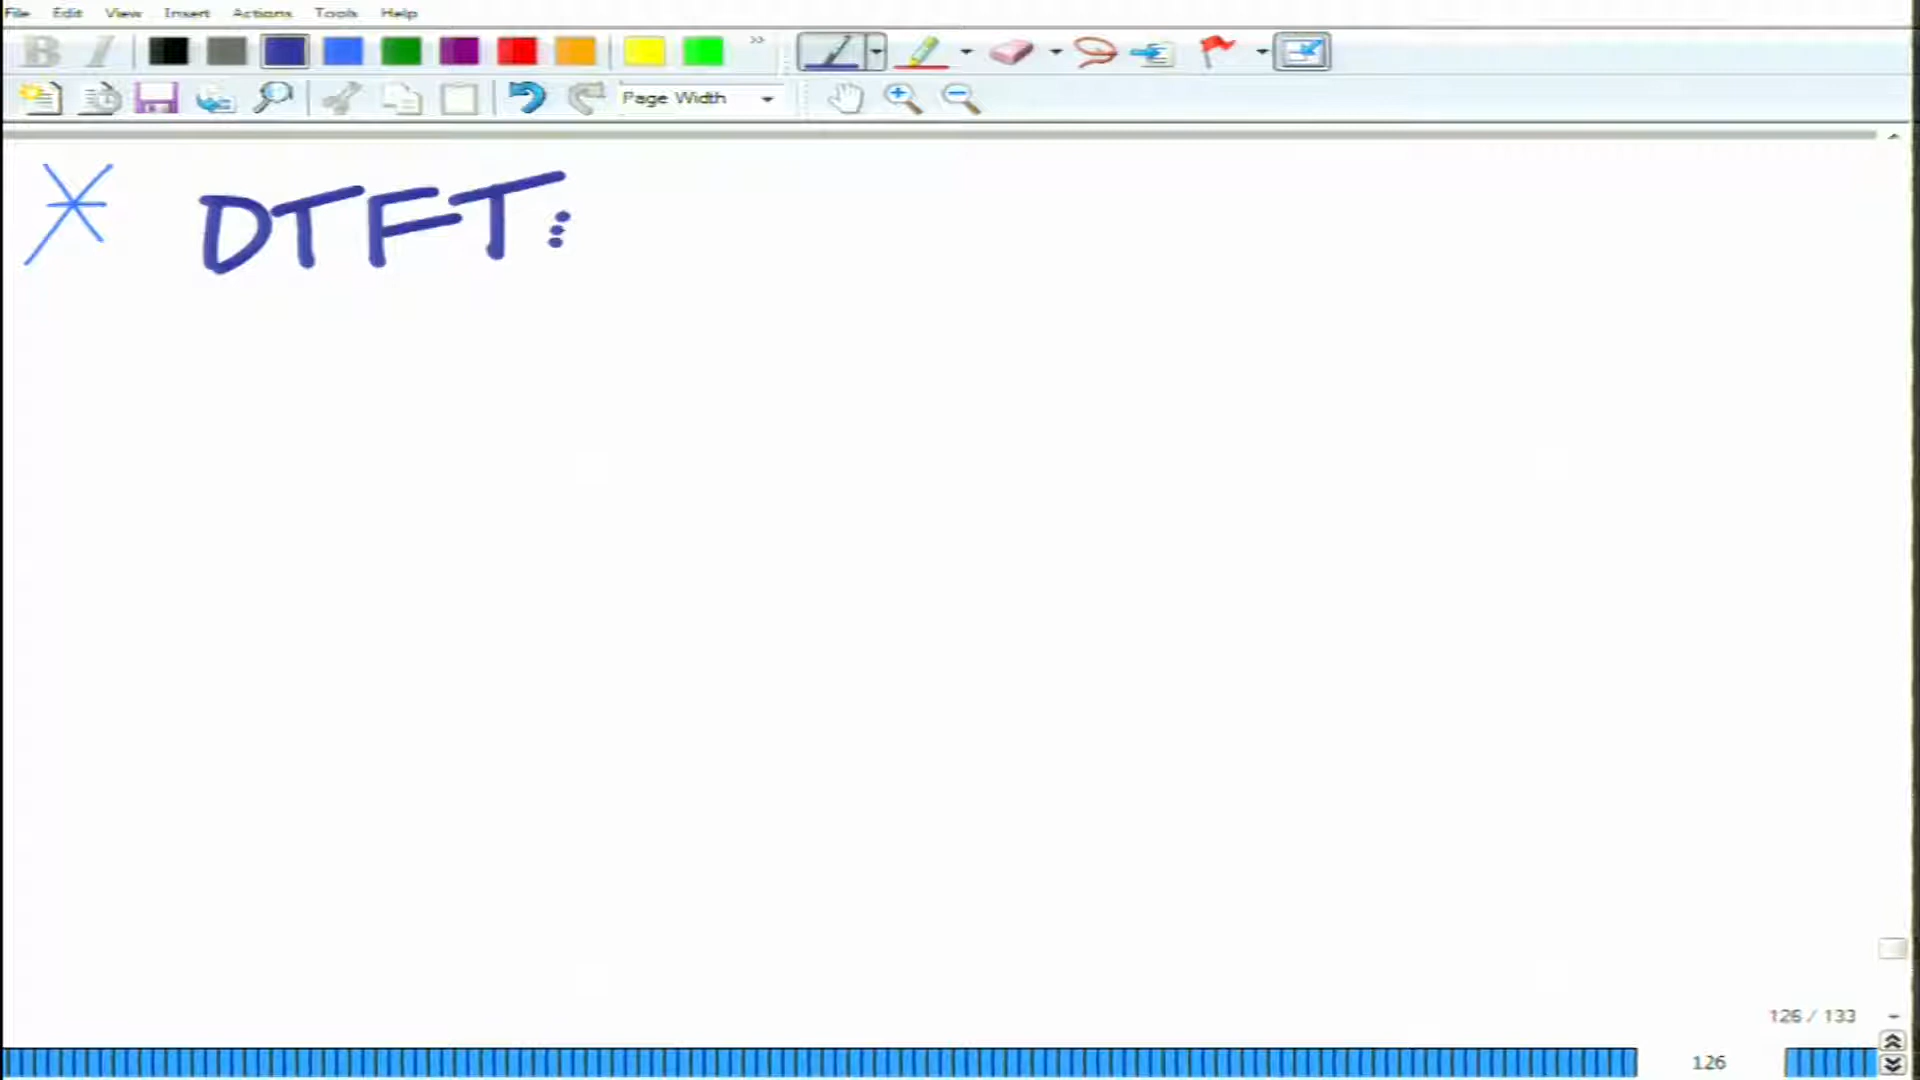 File Edit View Insert Actions Tools Help
B I
Page Width
* DTFT:
126 / 133
126